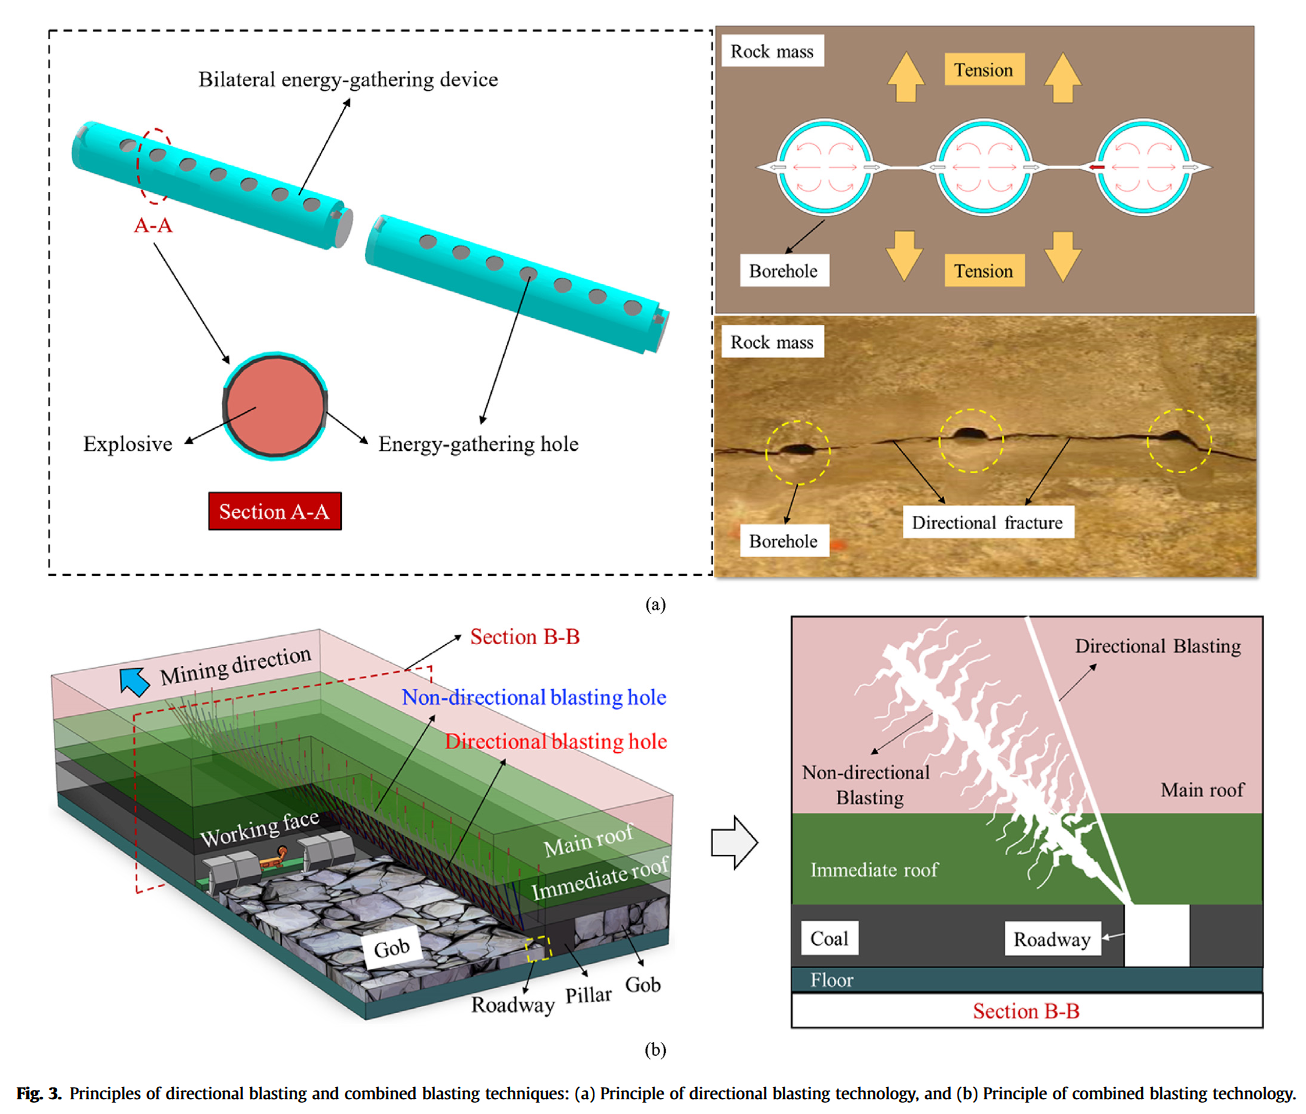 Bilateral energy-gathering device
A-A
Explosive
Energy-gathering hole
Section A-A
Rock mass
Tension
Borehole
Tension
Rock mass
Directional fracture
Borehole
(a)
Section B-B
Mining direction
Non-directional blasting hole
Directional blasting hole
Working face
Main roof
Immediate roof
Gob
Roadway
Pillar
Gob
Directional Blasting
Non-directional
Blasting
Main roof
Immediate roof
Coal
Roadway
Floor
Section B-B
(b)
Fig. 3. Principles of directional blasting and combined blasting techniques: (a) Principle of directional blasting technology, and (b) Principle of combined blasting technology.